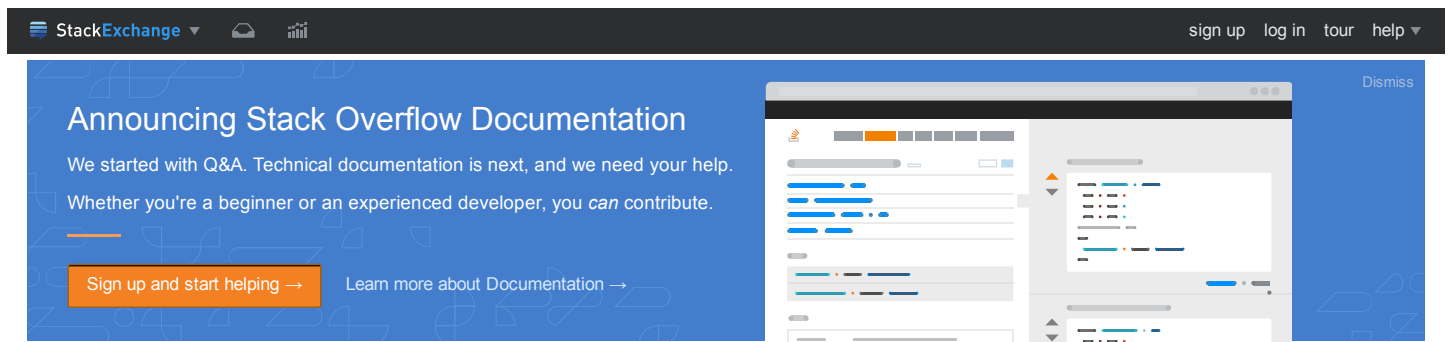 StackExchange ▼ sign up log in tour help ▼
Dismiss
Announcing Stack Overflow Documentation
We started with Q&A. Technical documentation is next, and we need your help.
Whether you're a beginner or an experienced developer, you can contribute.
Sign up and start helping → Learn more about Documentation →